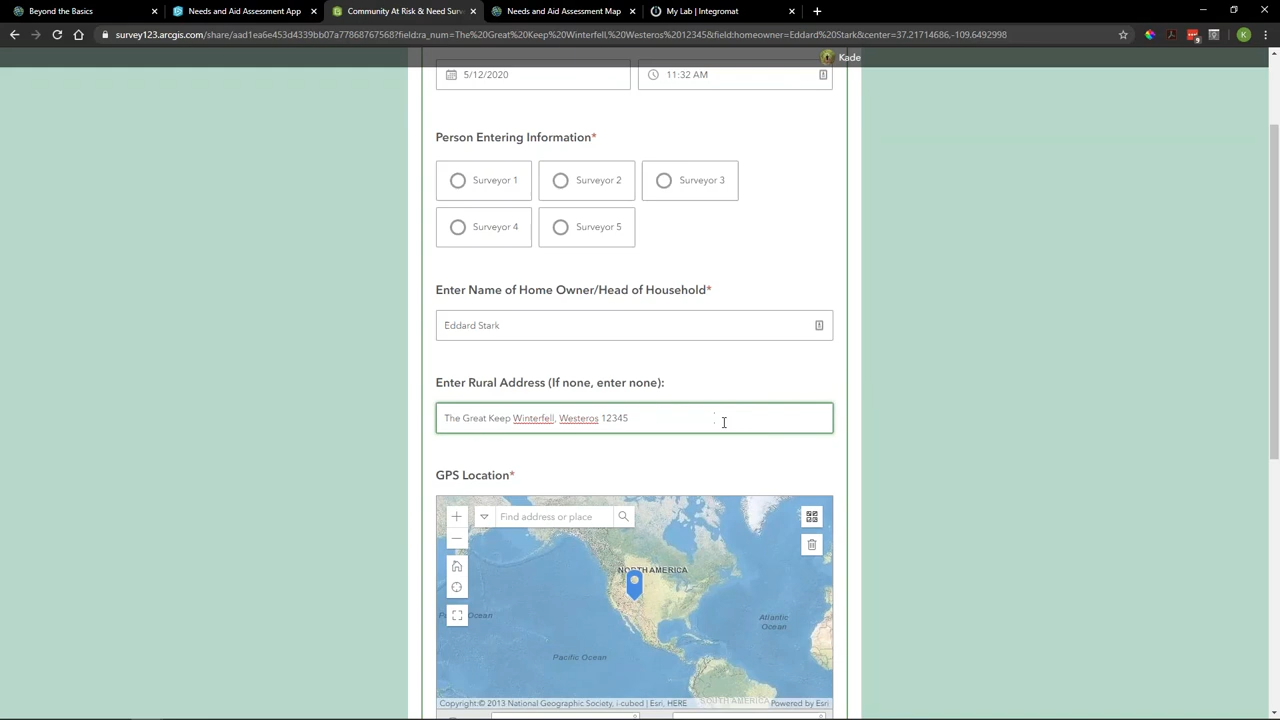 Beyond the Basics
Needs and Aid Assessment App
Community At Risk & Need Surv
Needs and Aid Assessment Map
My Lab | Integromat
survey123.arcgis.com/share/aad1ea6e453d4339bb07a77868767568?field:ra_num=The%20Great%20Keep%20Winterfell,%20Westeros%2012345&field:homeowner=Eddard Stark&center=37.21714686,-109.6492998
K
Kade
5/12/2020
11:32 AM
Person Entering Information*
Surveyor 1
Surveyor 2
Surveyor 3
Surveyor 4
Surveyor 5
Enter Name of Home Owner/Head of Household*
Eddard Stark
Enter Rural Address (If none, enter none):
The Great Keep Winterfell, Westeros 12345
GPS Location*
Find address or place
NORTH AMERICA
Ocean
Atlantic
Ocean
Pacific Ocean
SOUTH AMERICA
Copyright:© 2013 National Geographic Society, i-cubed | Esri, HERE
Powered by Esri